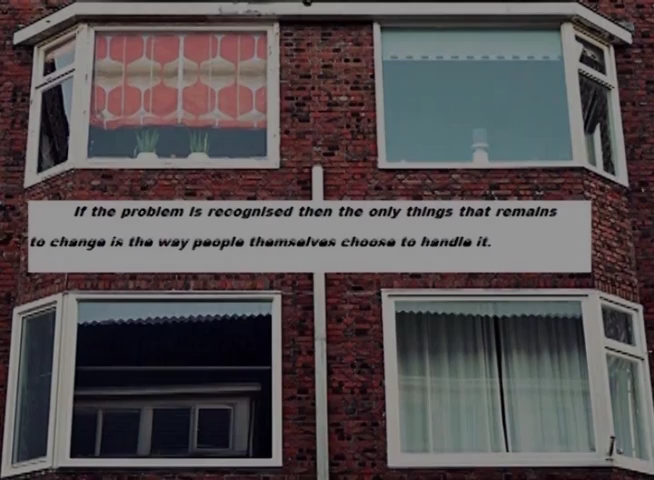 If the problem is recognised then the only things that remains
to change is the way people themselves choose to handle it.